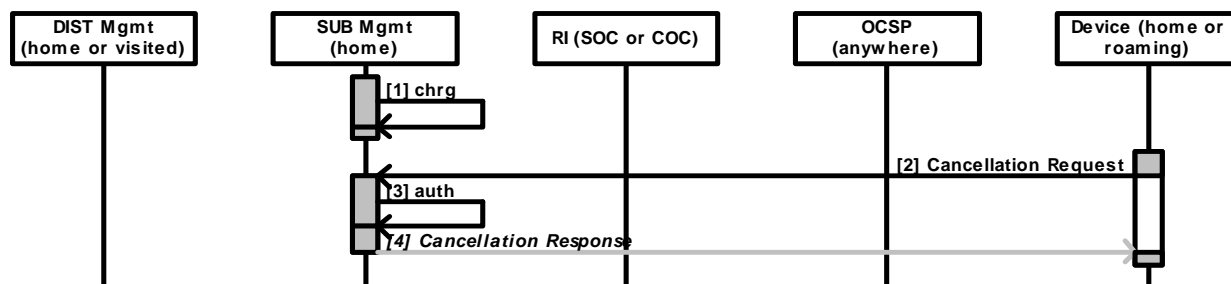 DIST Mgmt
(home or visited)
SUB Mgmt
(home)
RI (SOC or COC)
OCSP
(anywhere)
Device (home or
roaming)
[1] chrg
[2] Cancellation Request
[3] auth
[4] Cancellation Response